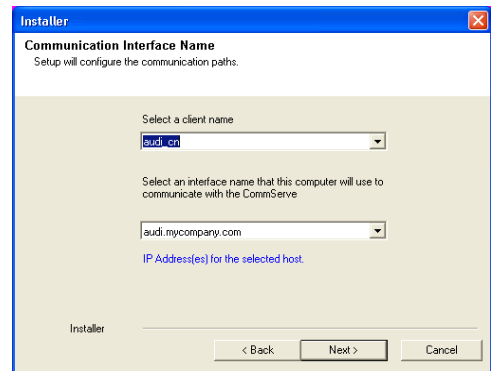 Installer
Communication Interface Name
Setup will configure the communication paths.
Select a client name
audi_cn
Select an interface name that this computer will use to
communicate with the CommServe
audi.mycompany.com
IP Address(es) for the selected host.
Installer
< Back
Next >
Cancel